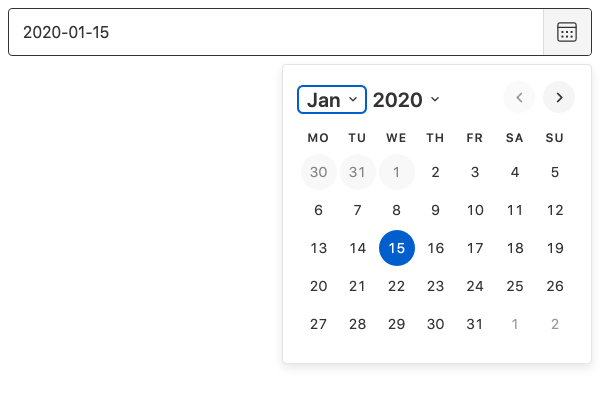 2020-01-15
Jan 2020
MO TU WE TH FR SA SU
30 31 1 2 3 4 5
6 7 8 9 10 11 12
13 14 15 16 17 18 19
20 21 22 23 24 25 26
27 28 29 30 31 1 2